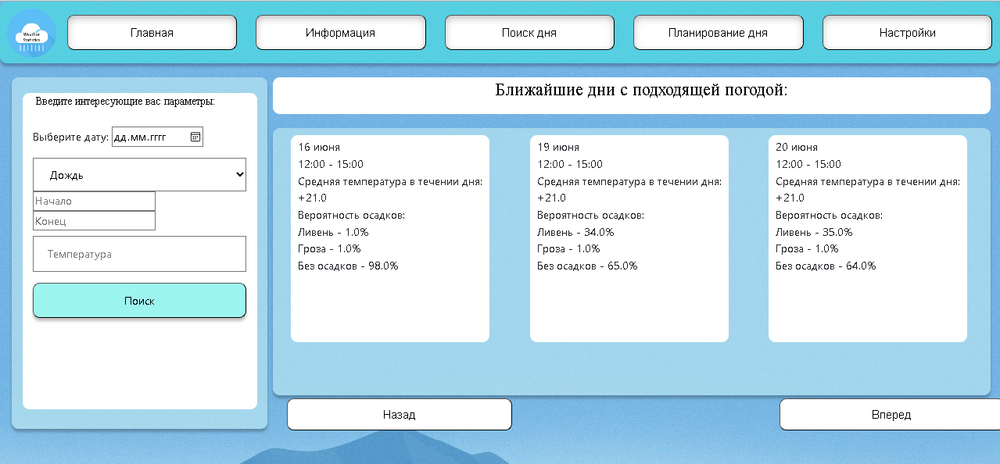 Weather
Statistics
Главная
Информация
Поиск дня
Планирование дня
Настройки
Введите интересующие вас параметры:
Выберите дату: дд.мм.гггг
Дождь
Начало
Конец
Температура
Поиск
Ближайшие дни с подходящей погодой:
16 июня
12:00 - 15:00
Средняя температура в течении дня:
+21.0
Вероятность осадков:
Ливень - 1.0%
Гроза - 1.0%
Без осадков - 98.0%
19 июня
12:00 - 15:00
Средняя температура в течении дня:
+21.0
Вероятность осадков:
Ливень - 34.0%
Гроза - 1.0%
Без осадков - 65.0%
20 июня
12:00 - 15:00
Средняя температура в течении дня:
+21.0
Вероятность осадков:
Ливень - 35.0%
Гроза - 1.0%
Без осадков - 64.0%
Назад
Вперед